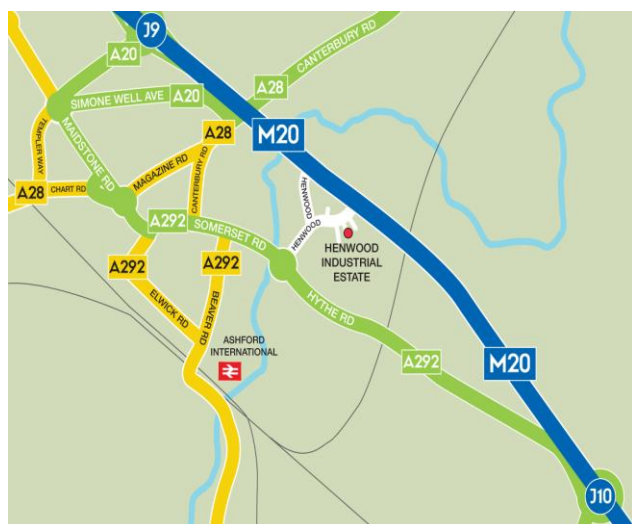 J9
A20
CANTERBURY RD
SIMONE WELL AVE
A20
A28
M20
A28
TEMPLER WAY
MAIDSTONE RD
MAGAZINE RD
CANTERBURY RD
A28
CHART RD
HENWOOD
HENWOOD
A292
SOMERSET RD
HENWOOD
INDUSTRIAL
ESTATE
A292
A292
ELWICK RD
BEAVER RD
HYTHE RD
ASHFORD
INTERNATIONAL
A292
M20
J10